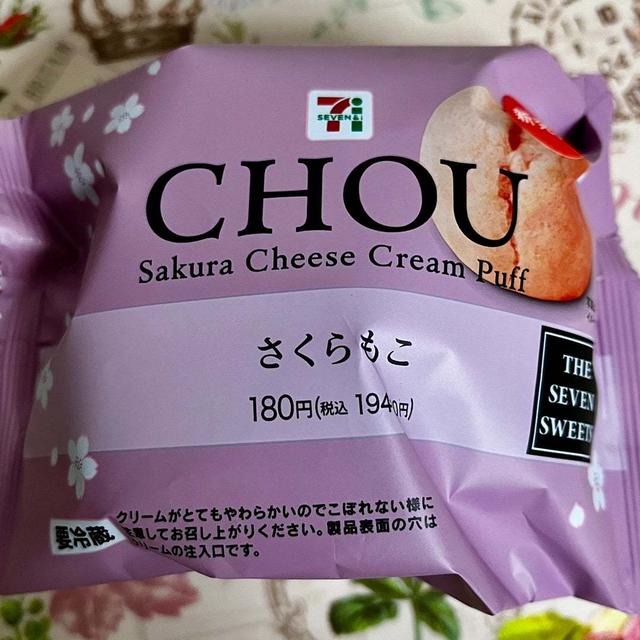 SEVEN & i
CHOU
Sakura Cheese Cream Puff
さくらもこ
180円(税込 194.40円)
THE
SEVEN
SWEETS
クリームがとてもやわらかいのでこぼれない様に
してお召し上がりください。製品表面の穴は
リームの注入口です。
要冷蔵